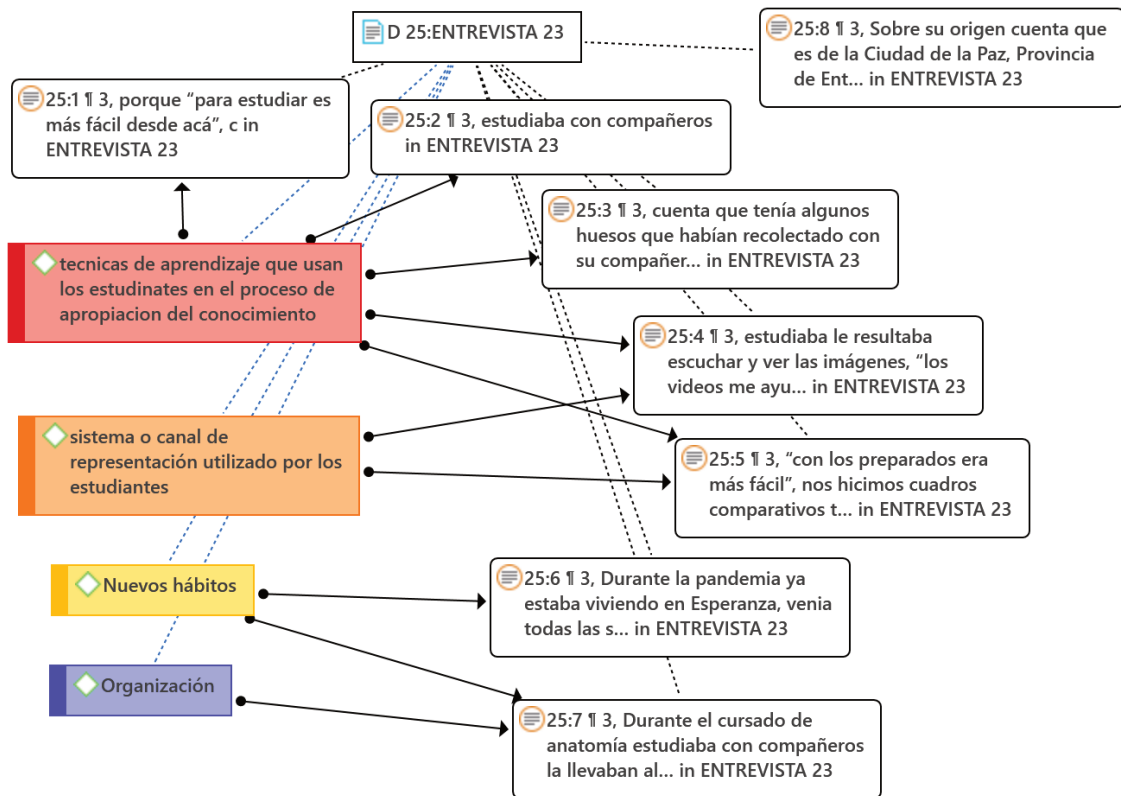 D 25:ENTREVISTA 23
25:8 ¶ 3, Sobre su origen cuenta que
es de la Ciudad de la Paz, Provincia
de Ent... in ENTREVISTA 23
25:1 ¶ 3, porque “para estudiar es
más fácil desde acá”, c in
ENTREVISTA 23
25:2 ¶ 3, estudiaba con compañeros
in ENTREVISTA 23
25:3 ¶ 3, cuenta que tenía algunos
huesos que habían recolectado con
su compañer... in ENTREVISTA 23
tecnicas de aprendizaje que usan
los estudinates en el proceso de
apropiacion del conocimiento
25:4 ¶ 3, estudiaba le resultaba
escuchar y ver las imágenes, “los
videos me ayu... in ENTREVISTA 23
sistema o canal de
representación utilizado por los
estudiantes
25:5 ¶ 3, “con los preparados era
más fácil”, nos hicimos cuadros
comparativos t... in ENTREVISTA 23
Nuevos hábitos
25:6 ¶ 3, Durante la pandemia ya
estaba viviendo en Esperanza, venia
todas las s... in ENTREVISTA 23
Organización
25:7 ¶ 3, Durante el cursado de
anatomía estudiaba con compañeros
la llevaban al... in ENTREVISTA 23